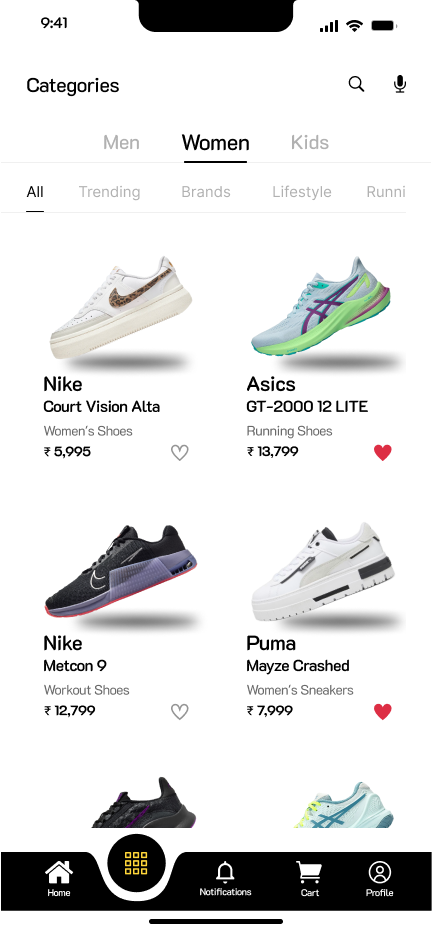 9:41
Categories
Men Women Kids
All Trending Brands Lifestyle Runni
Nike Asics
Court Vision Alta GT-2000 12 LITE
Women's Shoes Running Shoes
₹ 5,995 ₹ 13,799
Nike Puma
Metcon 9 Mayze Crashed
Workout Shoes Women's Sneakers
₹ 12,799 ₹ 7,999
Home Notifications Cart Profile